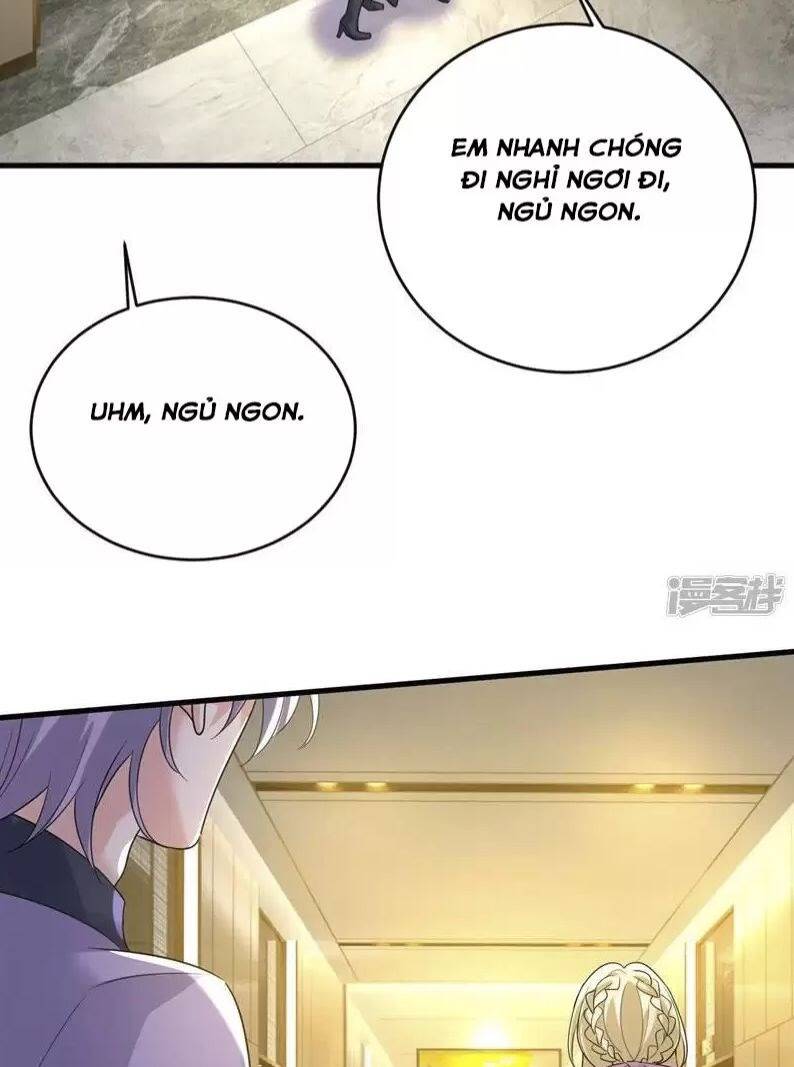 EM NHANH CHÓNG
ĐI NGHỈ NGƠI ĐI,
NGỦ NGON.
UHM, NGỦ NGON.
漫客栈